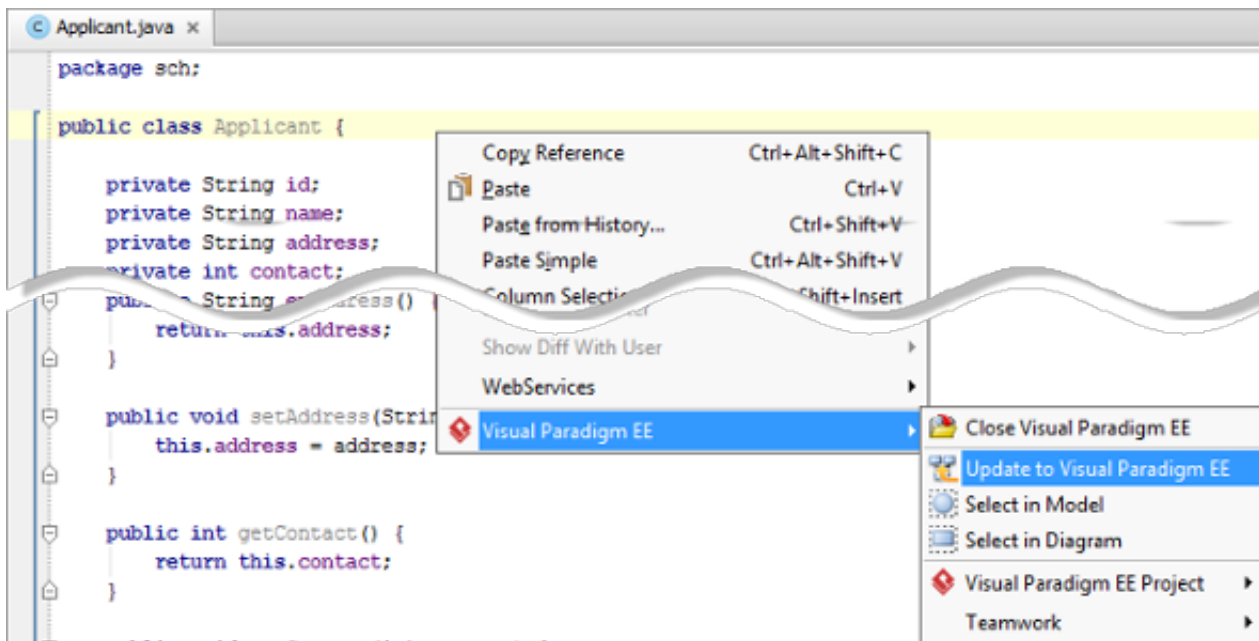 Applicant.java
package sch;
public class Applicant {
private String id;
private String name;
private String address;
private int contact;
String
return this.address;
}
public void setAddress(Strin
this.address = address;
}
public int getContact() {
return this.contact;
}
Copy Reference Ctrl+Alt+Shift+C
Paste Ctrl+V
Paste from History... Ctrl+Shift+V
Paste Simple Ctrl+Alt+Shift+V
Column Shift+Insert
Show Diff With User
WebServices
Visual Paradigm EE
Close Visual Paradigm EE
Update to Visual Paradigm EE
Select in Model
Select in Diagram
Visual Paradigm EE Project
Teamwork